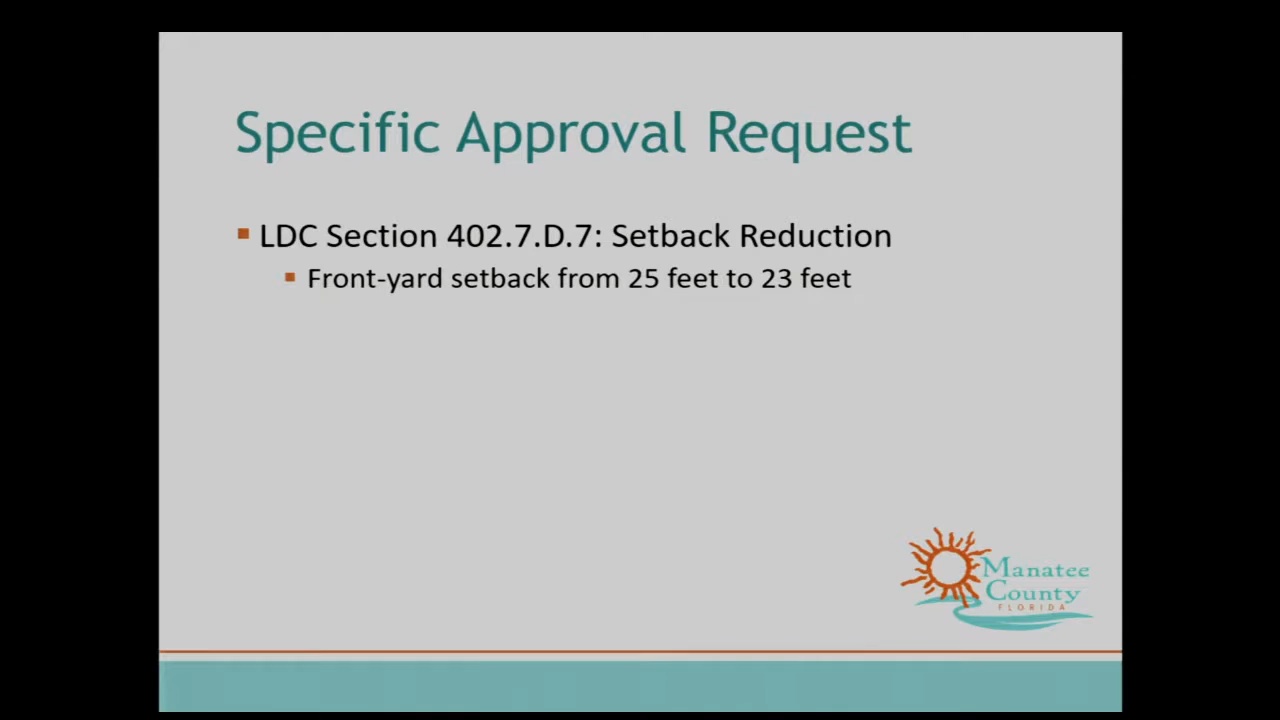 Specific Approval Request
LDC Section 402.7.D.7: Setback Reduction
Front-yard setback from 25 feet to 23 feet
Manatee
County
FLORIDA